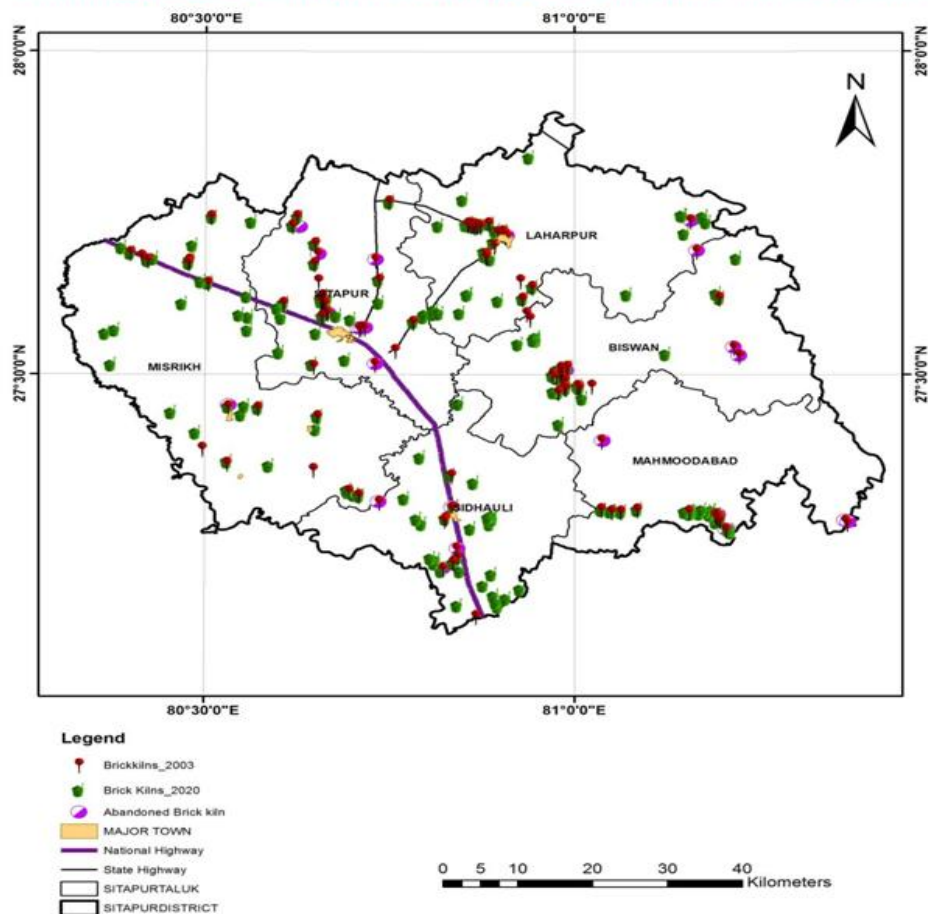 80°30'0"E 81°0'0"E
28°0'0"N 28°0'0"N
N
LAHARPUR
SITAPUR
BISWAN
MISRIKH
27°30'0"N 27°30'0"N
MAHMOODABAD
SIDHAULI
80°30'0"E 81°0'0"E
Legend
Brickkilns_2003
Brick Kilns_2020
Abandoned Brick kiln
MAJOR TOWN
National Highway
State Highway
SITAPURTALUK
SITAPURDISTRICT
0 5 10 20 30 40
Kilometers